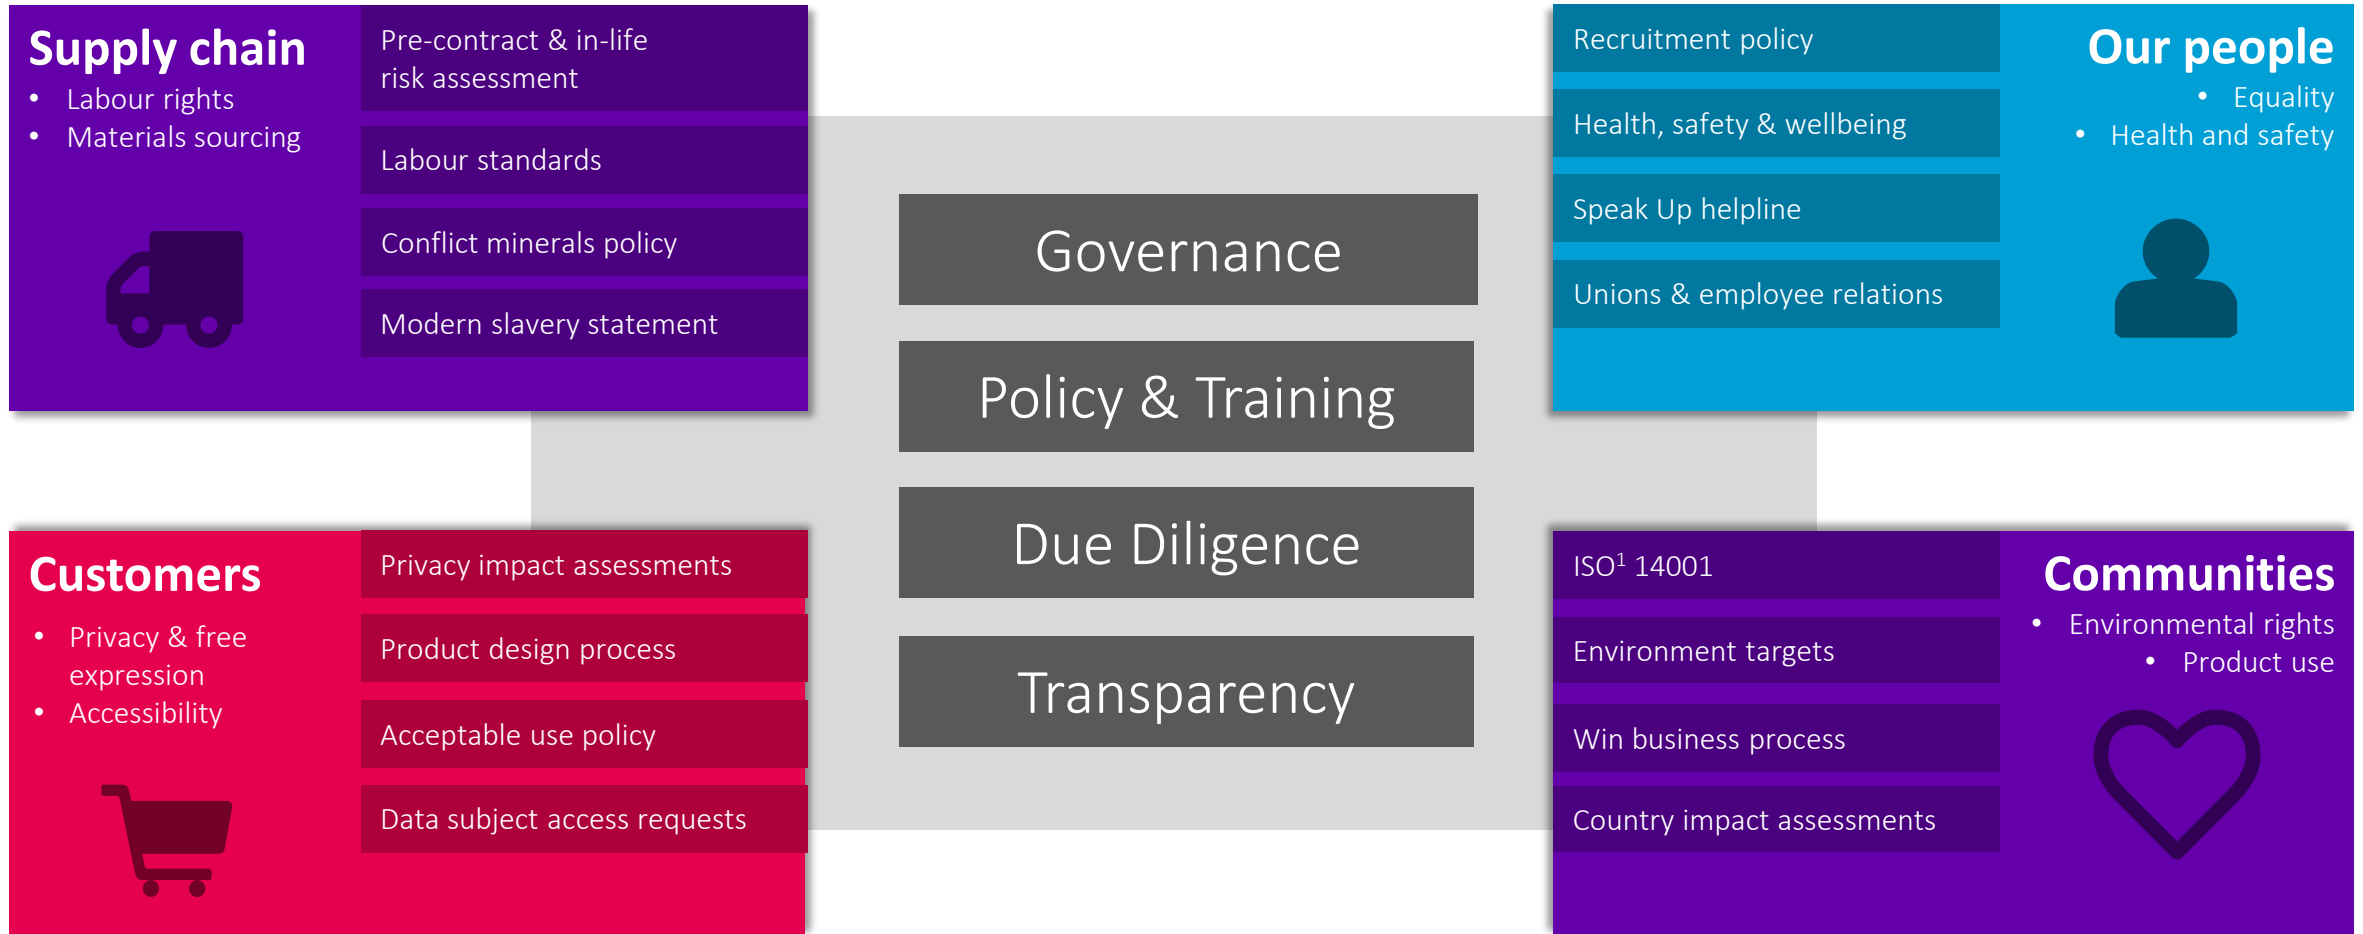 Supply chain
• Labour rights
• Materials sourcing
Pre-contract & in-life
risk assessment
Labour standards
Conflict minerals policy
Modern slavery statement
Recruitment policy
Health, safety & wellbeing
Speak Up helpline
Unions & employee relations
Our people
• Equality
• Health and safety
Governance
Policy & Training
Due Diligence
Transparency
Customers
• Privacy & free
expression
• Accessibility
Privacy impact assessments
Product design process
Acceptable use policy
Data subject access requests
ISO¹ 14001
Environment targets
Win business process
Country impact assessments
Communities
• Environmental rights
• Product use